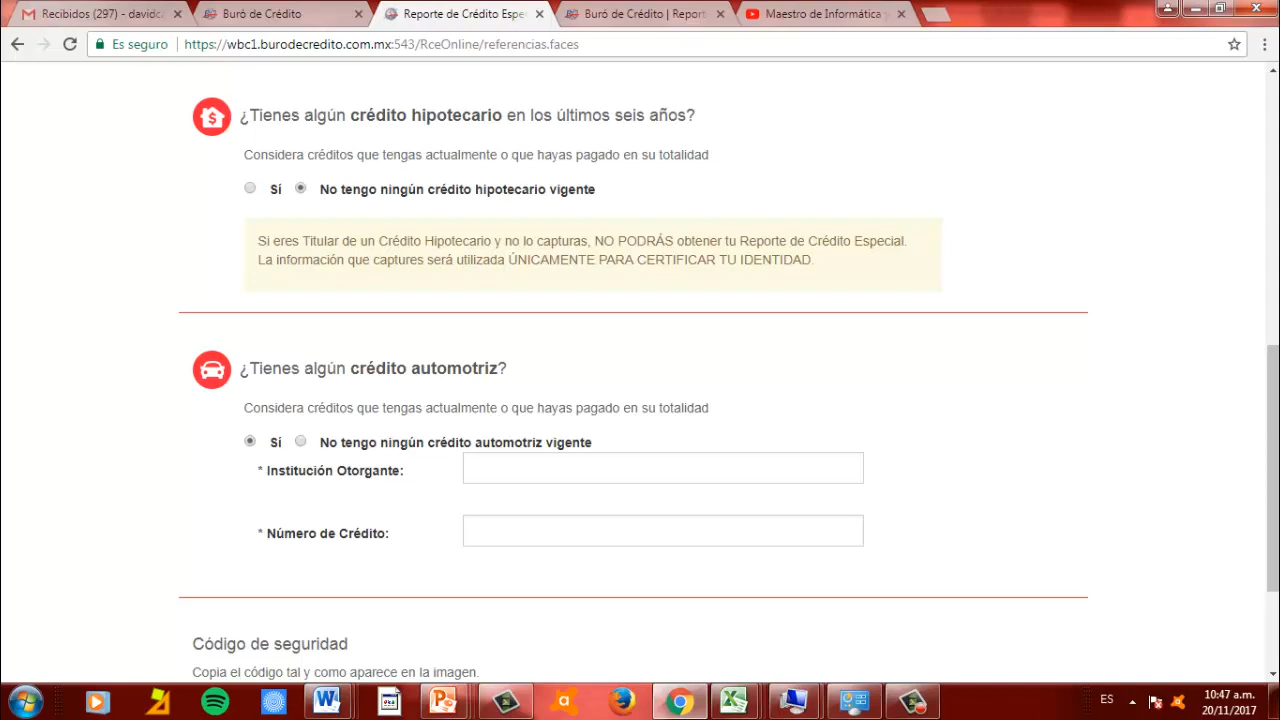 Recibidos (297) - davidca
Buró de Crédito
Reporte de Crédito Espe
Buró de Crédito | Report
Maestro de Informática y
Es seguro
https://wbc1.burodecredito.com.mx:543/RceOnline/referencias.faces
¿Tienes algún crédito hipotecario en los últimos seis años?
Considera créditos que tengas actualmente o que hayas pagado en su totalidad
Sí No tengo ningún crédito hipotecario vigente
Si eres Titular de un Crédito Hipotecario y no lo capturas, NO PODRÁS obtener tu Reporte de Crédito Especial.
La información que captures será utilizada ÚNICAMENTE PARA CERTIFICAR TU IDENTIDAD.
¿Tienes algún crédito automotriz?
Considera créditos que tengas actualmente o que hayas pagado en su totalidad
Sí No tengo ningún crédito automotriz vigente
* Institución Otorgante:
* Número de Crédito:
Código de seguridad
Copia el código tal y como aparece en la imagen.
ES
10:47 a.m.
20/11/2017